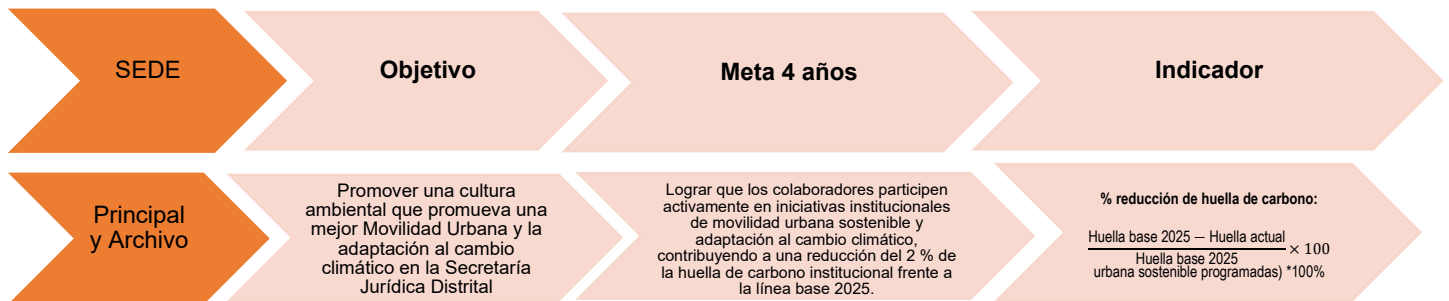 SEDE
Objetivo
Meta 4 años
Indicador
Principal
y Archivo
Promover una cultura
ambiental que promueva una
mejor Movilidad Urbana y la
adaptación al cambio
climático en la Secretaría
Jurídica Distrital
Lograr que los colaboradores participen
activamente en iniciativas institucionales
de movilidad urbana sostenible y
adaptación al cambio climático,
contribuyendo a una reducción del 2 % de
la huella de carbono institucional frente a
la línea base 2025.
% reducción de huella de carbono:
Huella base 2025 − Huella actual
Huella base 2025
× 100
urbana sostenible programadas) *100%